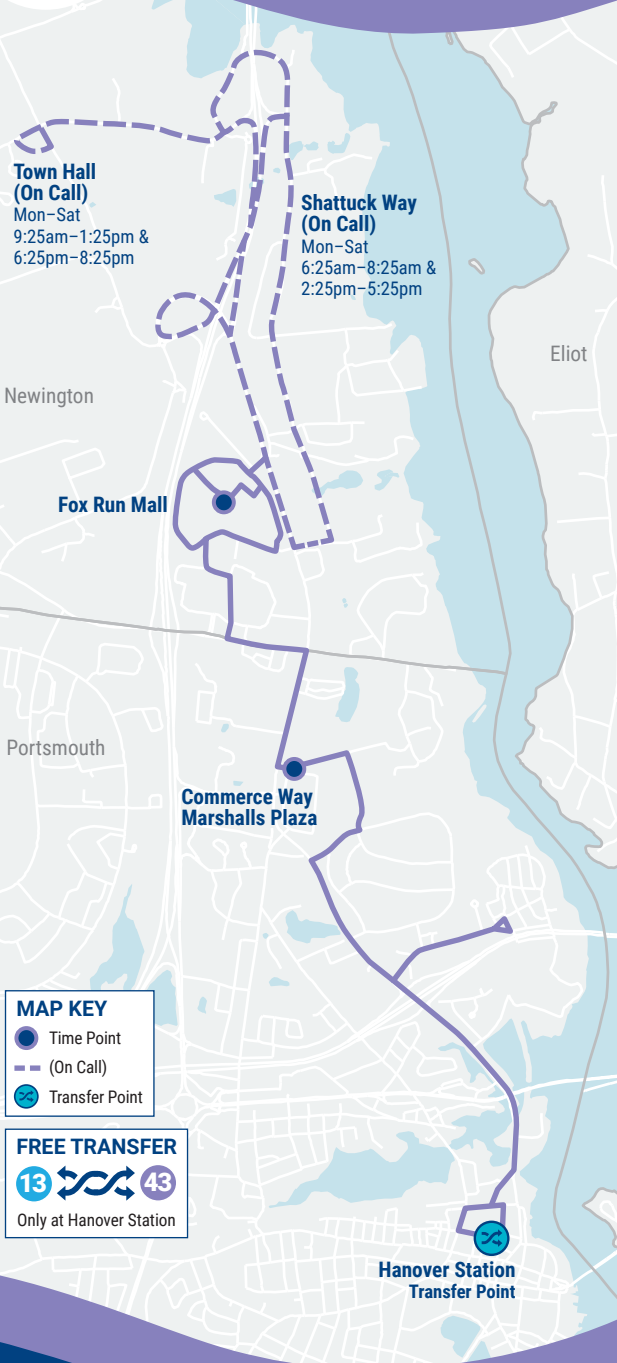 Town Hall
(On Call)
Mon–Sat
9:25am–1:25pm &
6:25pm–8:25pm
Shattuck Way
(On Call)
Mon–Sat
6:25am–8:25am &
2:25pm–5:25pm
Eliot
Newington
Fox Run Mall
Portsmouth
Commerce Way
Marshalls Plaza
MAP KEY
Time Point
(On Call)
Transfer Point
FREE TRANSFER
13 43
Only at Hanover Station
Hanover Station
Transfer Point